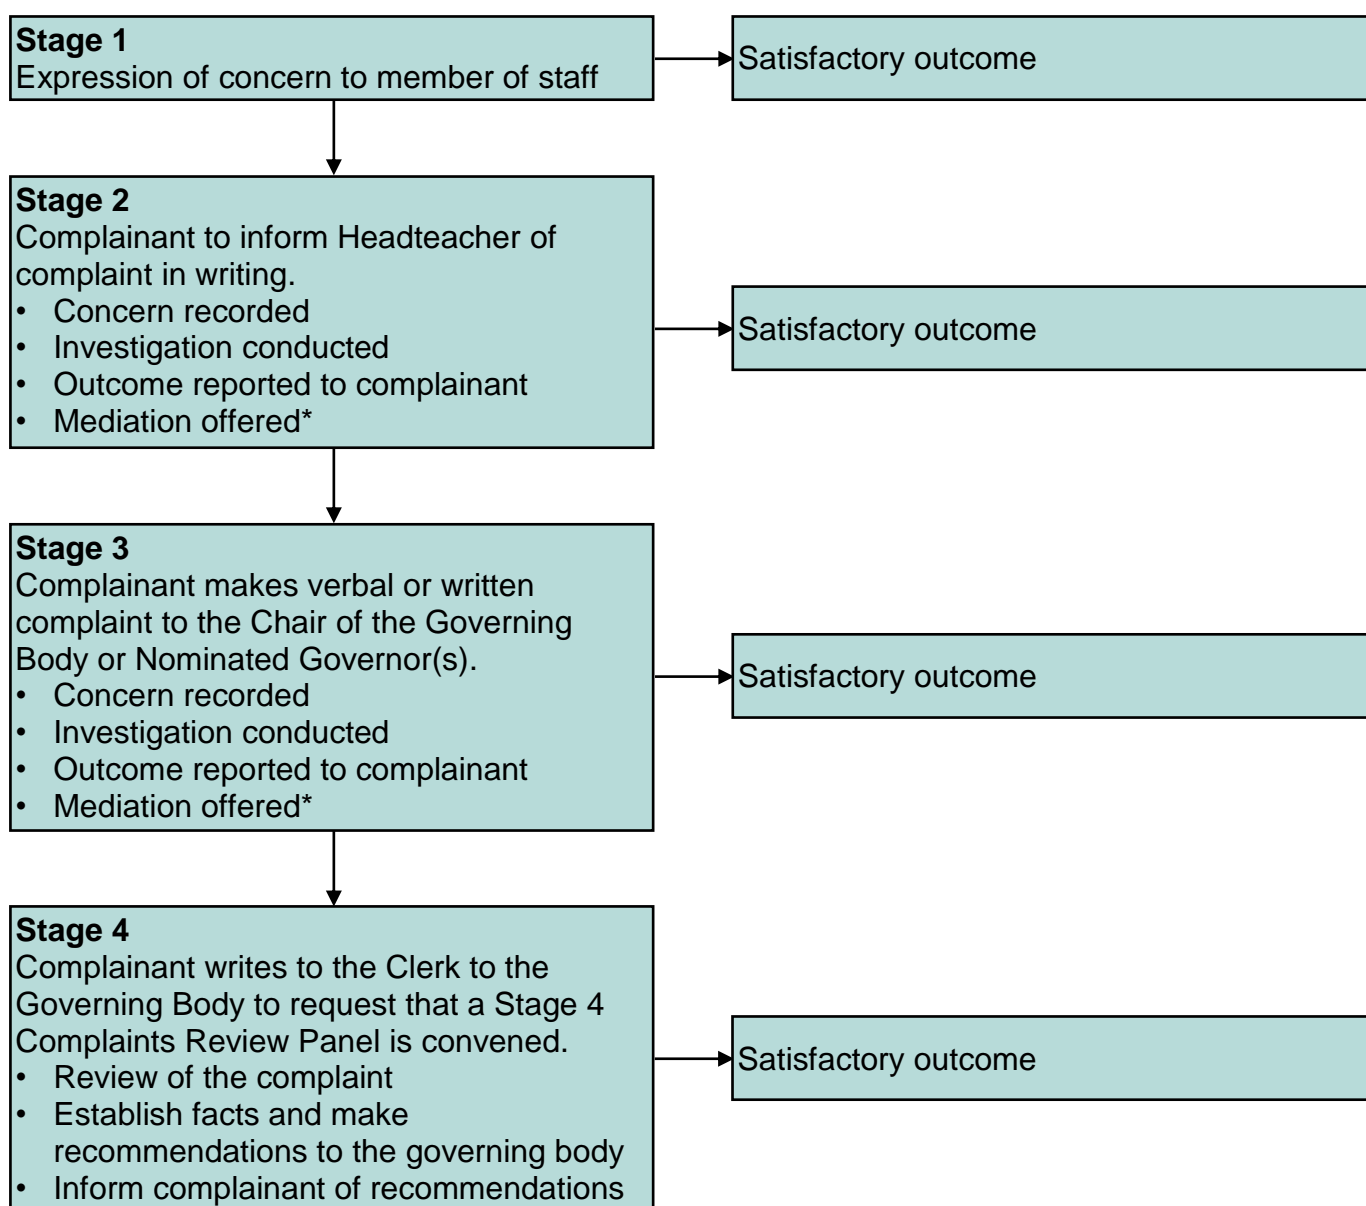 Stage 1
Expression of concern to member of staff
Satisfactory outcome
Stage 2
Complainant to inform Headteacher of
complaint in writing.
• Concern recorded
• Investigation conducted
• Outcome reported to complainant
• Mediation offered*
Satisfactory outcome
Stage 3
Complainant makes verbal or written
complaint to the Chair of the Governing
Body or Nominated Governor(s).
• Concern recorded
• Investigation conducted
• Outcome reported to complainant
• Mediation offered*
Satisfactory outcome
Stage 4
Complainant writes to the Clerk to the
Governing Body to request that a Stage 4
Complaints Review Panel is convened.
• Review of the complaint
• Establish facts and make
recommendations to the governing body
• Inform complainant of recommendations
Satisfactory outcome